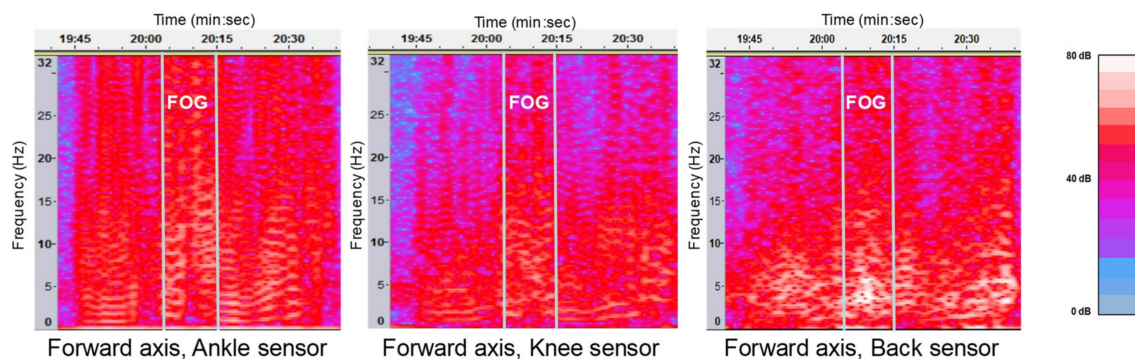 Time (min:sec)
19:45 20:00 20:15 20:30
32
25
20
15
10
5
0
Frequency (Hz)
FOG
Forward axis, Ankle sensor
Time (min:sec)
19:45 20:00 20:15 20:30
32
25
20
15
10
5
0
Frequency (Hz)
FOG
Forward axis, Knee sensor
Time (min:sec)
19:45 20:00 20:15 20:30
32
25
20
15
10
5
0
Frequency (Hz)
FOG
Forward axis, Back sensor
80 dB
40 dB
0 dB